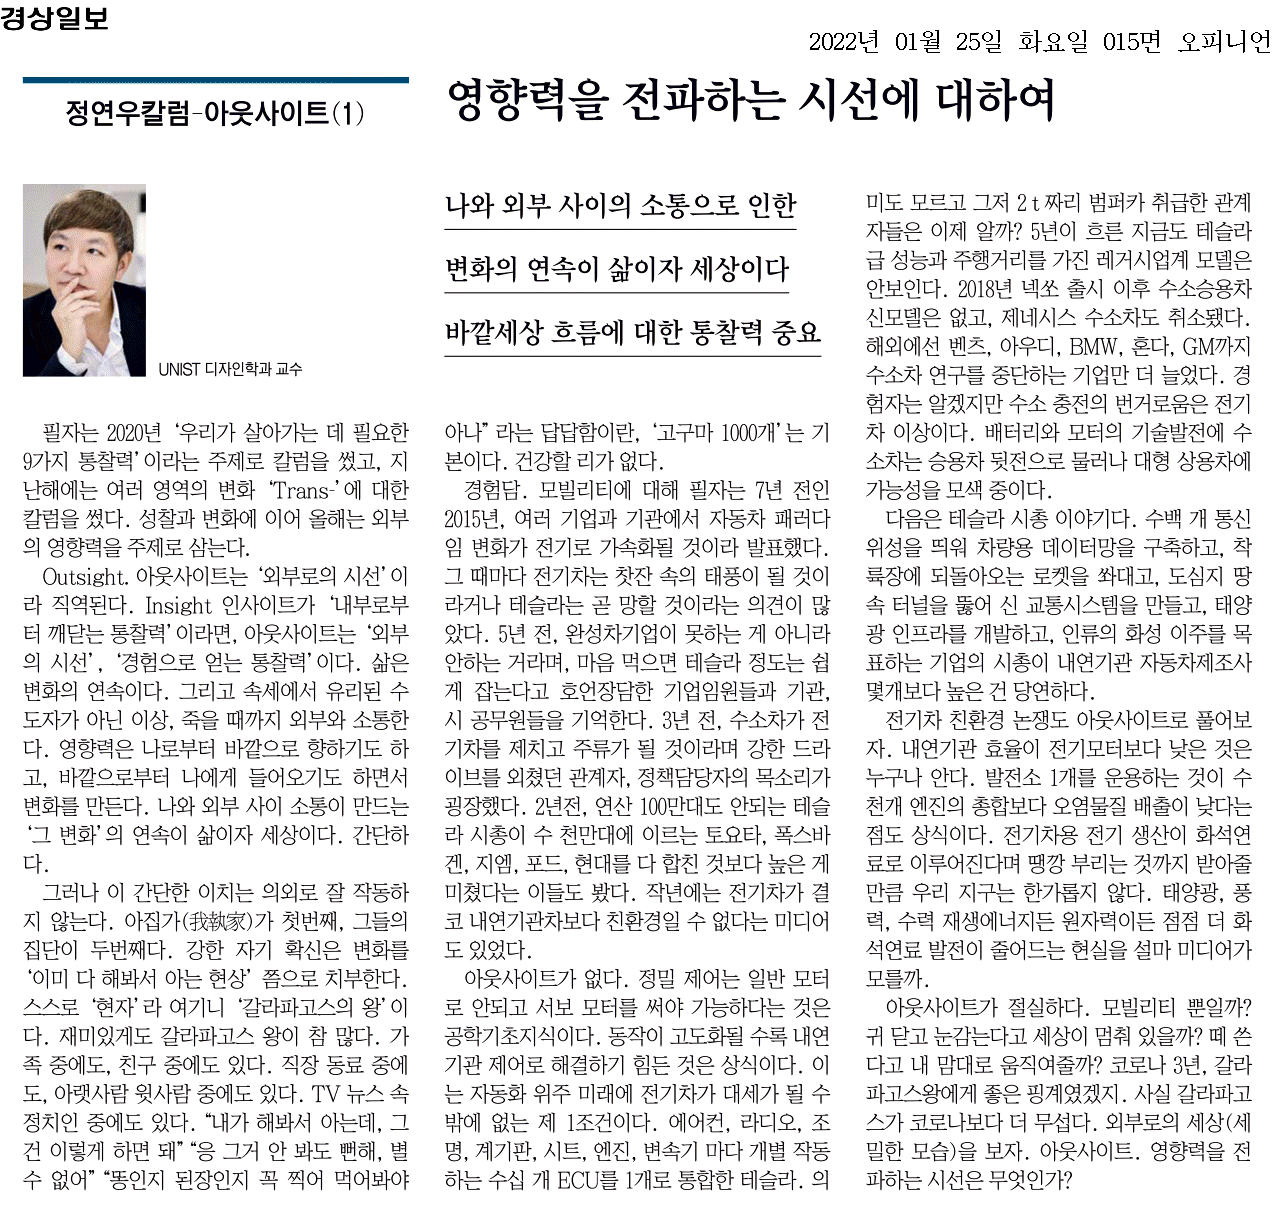 경상일보
2022년 01월 25일 화요일 015면 오피니언
정연우칼럼-아웃사이트(1)
영향력을 전파하는 시선에 대하여
UNIST 디자인학과 교수
나와 외부 사이의 소통으로 인한
변화의 연속이 삶이자 세상이다
바깥세상 흐름에 대한 통찰력 중요
필자는 2020년 ‘우리가 살아가는 데 필요한
9가지 통찰력’이라는 주제로 칼럼을 썼고, 지
난해에는 여러 영역의 변화 ‘Trans-’에 대한
칼럼을 썼다. 성찰과 변화에 이어 올해는 외부
의 영향력을 주제로 삼는다.
Outsight. 아웃사이트는 ‘외부로의 시선’이
라 직역된다. Insight 인사이트가 ‘내부로부
터 깨닫는 통찰력’이라면, 아웃사이트는 ‘외부
의 시선’, ‘경험으로 얻는 통찰력’이다. 삶은
변화의 연속이다. 그리고 속세에서 유리된 수
도자가 아닌 이상, 죽을 때까지 외부와 소통한
다. 영향력은 나로부터 바깥으로 향하기도 하
고, 바깥으로부터 나에게 들어오기도 하면서
변화를 만든다. 나와 외부 사이 소통이 만드는
‘그 변화’의 연속이 삶이자 세상이다. 간단하
다.
그러나 이 간단한 이치는 의외로 잘 작동하
지 않는다. 아집가(我執家)가 첫번째, 그들의
집단이 두번째다. 강한 자기 확신은 변화를
‘이미 다 해봐서 아는 현상’ 쯤으로 치부한다.
스스로 ‘현자’라 여기니 ‘갈라파고스의 왕’이
다. 재미있게도 갈라파고스 왕이 참 많다. 가
족 중에도, 친구 중에도 있다. 직장 동료 중에
도, 아랫사람 윗사람 중에도 있다. TV 뉴스 속
정치인 중에도 있다. “내가 해봐서 아는데, 그
건 이렇게 하면 돼” “응 그거 안 봐도 뻔해, 별
수 없어” “똥인지 된장인지 꼭 찍어 먹어봐야
아나” 라는 답답함이란, ‘고구마 1000개’는 기
본이다. 건강할 리가 없다.
경험담. 모빌리티에 대해 필자는 7년 전인
2015년, 여러 기업과 기관에서 자동차 패러다
임 변화가 전기로 가속화될 것이라 발표했다.
그 때마다 전기차는 찻잔 속의 태풍이 될 것이
라거나 테슬라는 곧 망할 것이라는 의견이 많
았다. 5년 전, 완성차기업이 못하는 게 아니라
안하는 거라며, 마음 먹으면 테슬라 정도는 쉽
게 잡는다고 호언장담한 기업임원들과 기관,
시 공무원들을 기억한다. 3년 전, 수소차가 전
기차를 제치고 주류가 될 것이라며 강한 드라
이브를 외쳤던 관계자, 정책담당자의 목소리가
굉장했다. 2년전, 연산 100만대도 안되는 테슬
라 시총이 수 천만대에 이르는 토요타, 폭스바
겐, 지엠, 포드, 현대를 다 합친 것보다 높은 게
미쳤다는 이들도 봤다. 작년에는 전기차가 결
코 내연기관차보다 친환경일 수 없다는 미디어
도 있었다.
아웃사이트가 없다. 정밀 제어는 일반 모터
로 안되고 서보 모터를 써야 가능하다는 것은
공학기초지식이다. 동작이 고도화될 수록 내연
기관 제어로 해결하기 힘든 것은 상식이다. 이
는 자동화 위주 미래에 전기차가 대세가 될 수
밖에 없는 제 1조건이다. 에어컨, 라디오, 조
명, 계기판, 시트, 엔진, 변속기 마다 개별 작동
하는 수십 개 ECU를 1개로 통합한 테슬라. 의
미도 모르고 그저 2t짜리 범퍼카 취급한 관계
자들은 이제 알까? 5년이 흐른 지금도 테슬라
급 성능과 주행거리를 가진 레거시업계 모델은
안보인다. 2018년 넥쏘 출시 이후 수소승용차
신모델은 없고, 제네시스 수소차도 취소됐다.
해외에선 벤츠, 아우디, BMW, 혼다, GM까지
수소차 연구를 중단하는 기업만 더 늘었다. 경
험자는 알겠지만 수소 충전의 번거로움은 전기
차 이상이다. 배터리와 모터의 기술발전에 수
소차는 승용차 뒷전으로 물러나 대형 상용차에
가능성을 모색 중이다.
다음은 테슬라 시총 이야기다. 수백 개 통신
위성을 띄워 차량용 데이터망을 구축하고, 착
륙장에 되돌아오는 로켓을 쏴대고, 도심지 땅
속 터널을 뚫어 신 교통시스템을 만들고, 태양
광 인프라를 개발하고, 인류의 화성 이주를 목
표하는 기업의 시총이 내연기관 자동차제조사
몇개보다 높은 건 당연하다.
전기차 친환경 논쟁도 아웃사이트로 풀어보
자. 내연기관 효율이 전기모터보다 낮은 것은
누구나 안다. 발전소 1개를 운용하는 것이 수
천개 엔진의 총합보다 오염물질 배출이 낮다는
점도 상식이다. 전기차용 전기 생산이 화석연
료로 이루어진다며 땡깡 부리는 것까지 받아줄
만큼 우리 지구는 한가롭지 않다. 태양광, 풍
력, 수력 재생에너지든 원자력이든 점점 더 화
석연료 발전이 줄어드는 현실을 설마 미디어가
모를까.
아웃사이트가 절실하다. 모빌리티 뿐일까?
귀 닫고 눈감는다고 세상이 멈춰 있을까? 떼 쓴
다고 내 맘대로 움직여줄까? 코로나 3년, 갈라
파고스왕에게 좋은 핑계였겠지. 사실 갈라파고
스가 코로나보다 더 무섭다. 외부로의 세상(세
밀한 모습)을 보자. 아웃사이트. 영향력을 전
파하는 시선은 무엇인가?